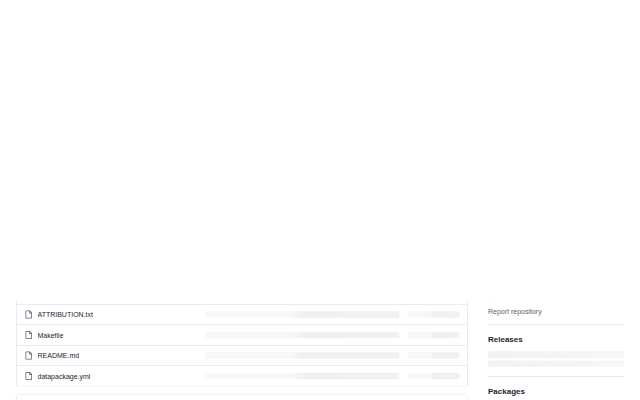 ATTRIBUTION.txt
Makefile
README.md
datapackage.yml
Report repository
Releases
Packages